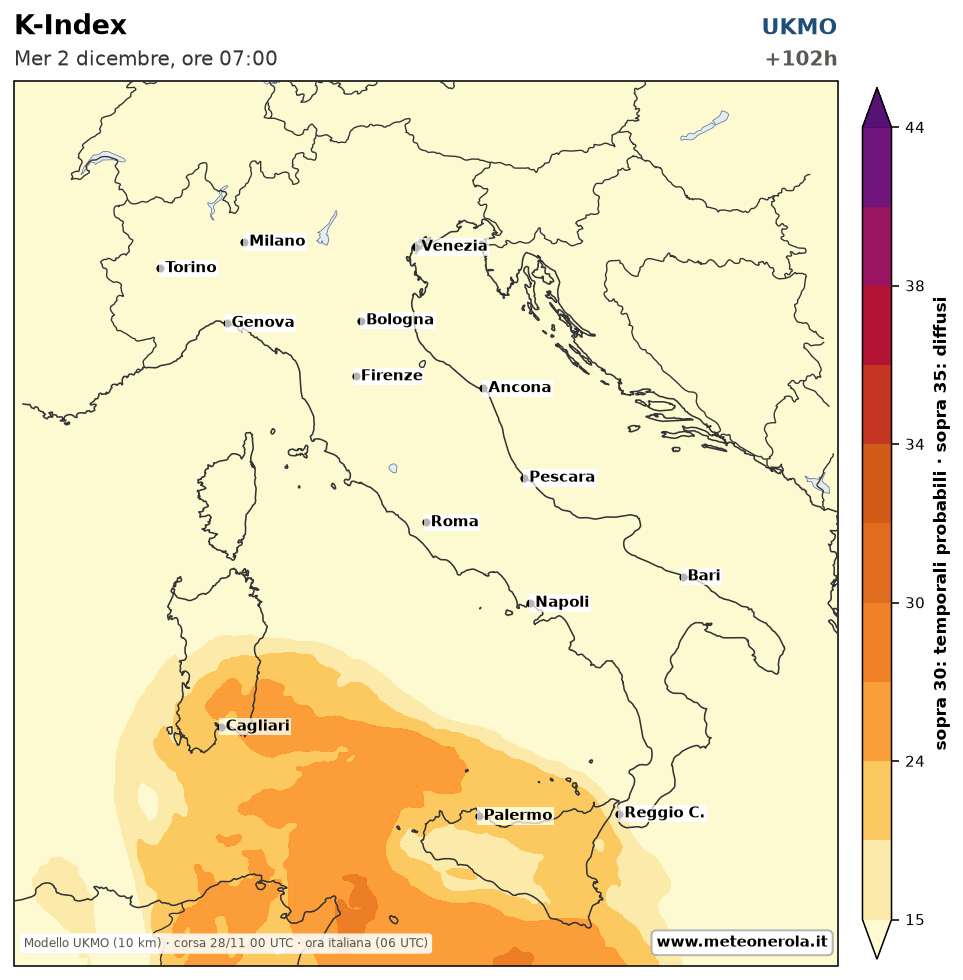 K-Index
UKMO
Mer 2 dicembre, ore 07:00
+102h
Milano
Venezia
Torino
Genova
Bologna
Firenze
Ancona
Pescara
Roma
Bari
Napoli
Cagliari
Palermo
Reggio C.
44
38
34
30
24
15
sopra 30: temporali probabili · sopra 35: diffusi
Modello UKMO (10 km) · corsa 28/11 00 UTC · ora italiana (06 UTC)
www.meteonerola.it